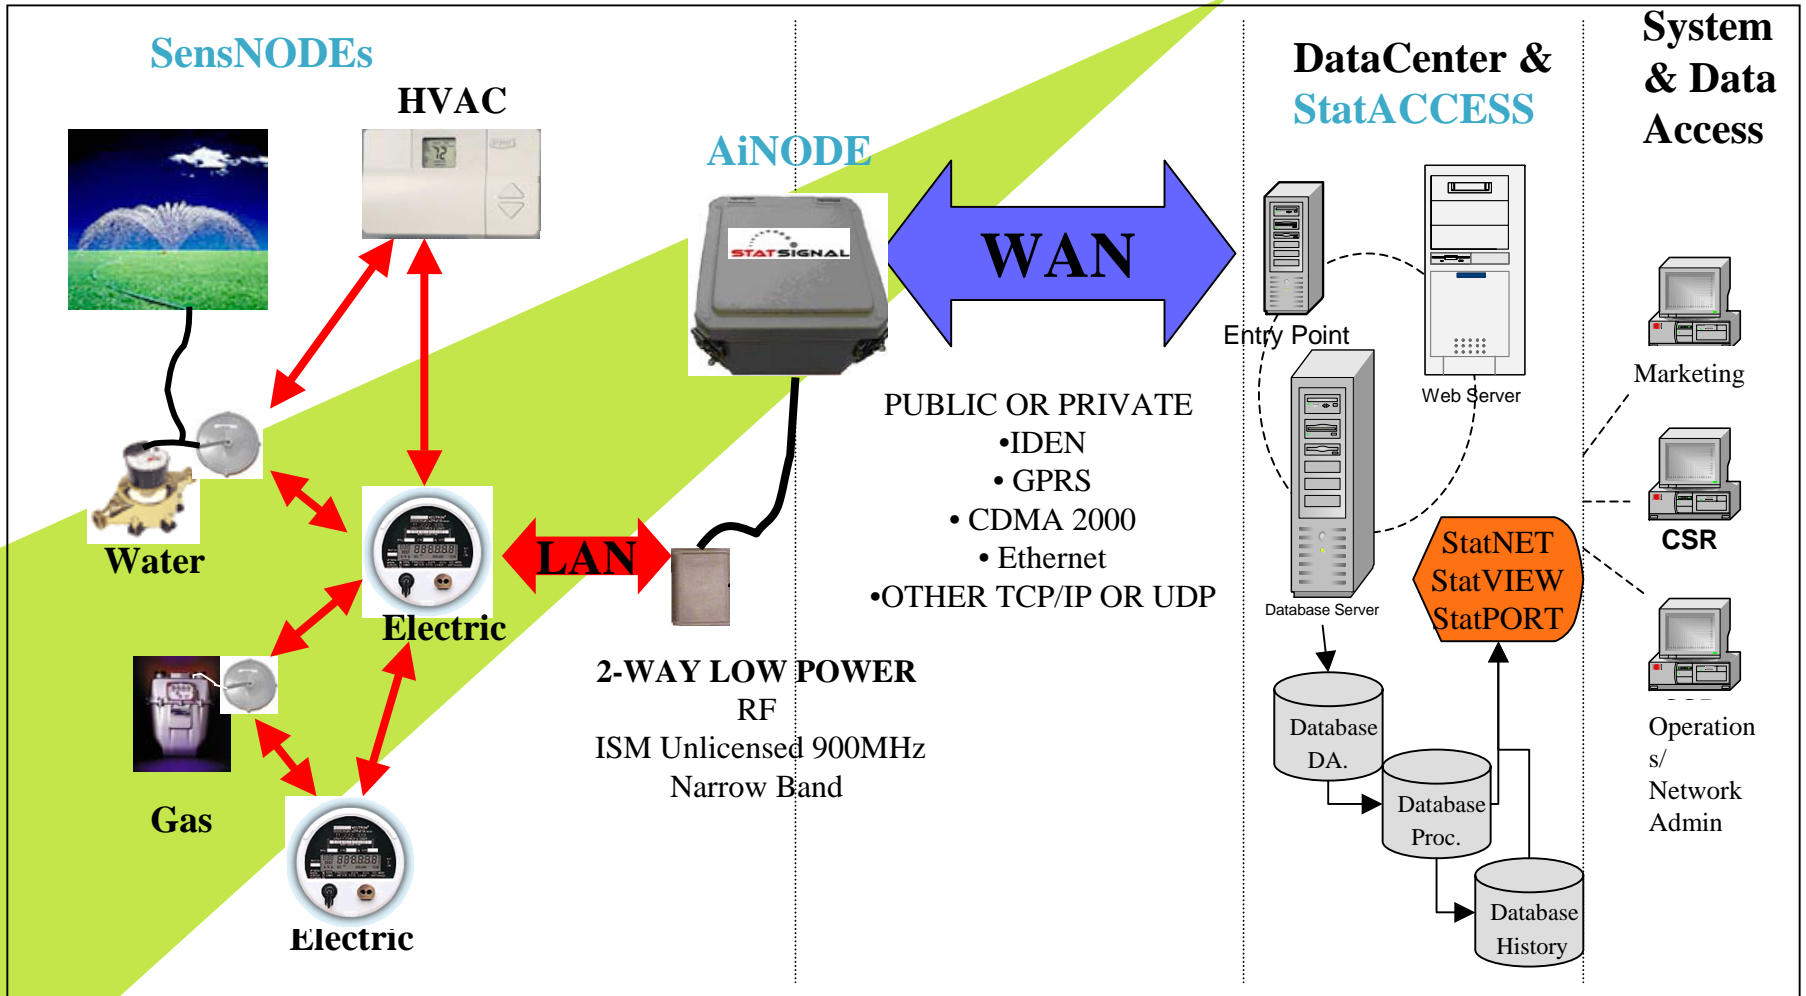 SensNODEs
HVAC
72
Water
Electric
Gas
Electric
LAN
AiNODE
STATSIGNAL
2-WAY LOW POWER
RF
ISM Unlicensed 900MHz
Narrow Band
WAN
PUBLIC OR PRIVATE
•IDEN
• GPRS
• CDMA 2000
• Ethernet
•OTHER TCP/IP OR UDP
DataCenter &
StatACCESS
Entry Point
Web Server
Database Server
StatNET
StatVIEW
StatPORT
Database
DA.
Database
Proc.
Database
History
System
& Data
Access
Marketing
CSR
Operation
s/
Network
Admin